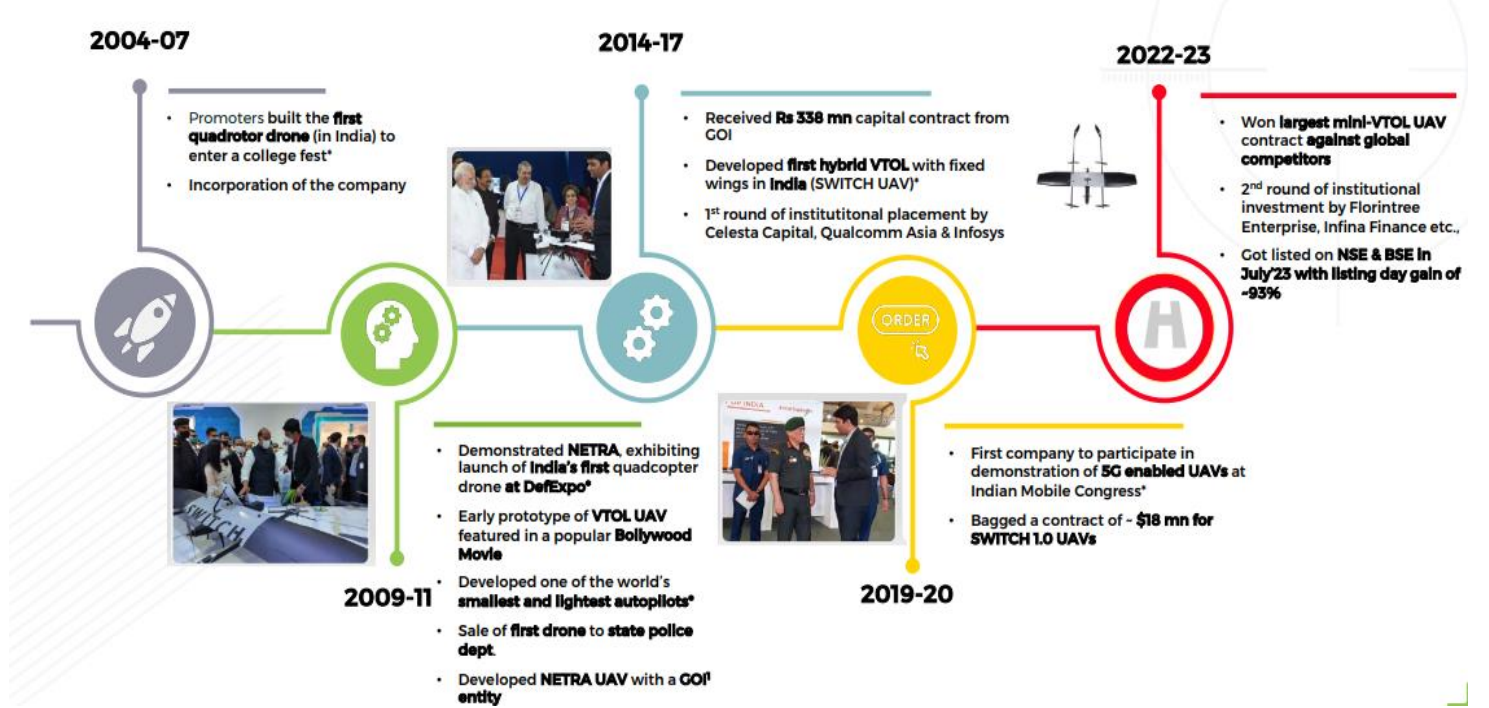 2004-07
Promoters built the first
quadrotor drone (in India) to
enter a college fest*
Incorporation of the company
2009-11
Demonstrated NETRA, exhibiting
launch of India's first quadcopter
drone at DefExpo*
Early prototype of VTOL UAV
featured in a popular Bollywood
Movie
Developed one of the world's
smallest and lightest autopilots*
Sale of first drone to state police
dept.
Developed NETRA UAV with a GOI¹
entity
2014-17
Received Rs 338 mn capital contract from
GOI
Developed first hybrid VTOL with fixed
wings in India (SWITCH UAV)*
1st round of institutitonal placement by
Celesta Capital, Qualcomm Asia & Infosys
ORDER
2019-20
First company to participate in
demonstration of 5G enabled UAVs at
Indian Mobile Congress*
Bagged a contract of ~ $18 mn for
SWITCH 1.0 UAVs
2022-23
Won largest mini-VTOL UAV
contract against global
competitors
2nd round of institutional
investment by Florintree
Enterprise, Infina Finance etc.,
Got listed on NSE & BSE in
July'23 with listing day gain of
~93%
H
SWITCH